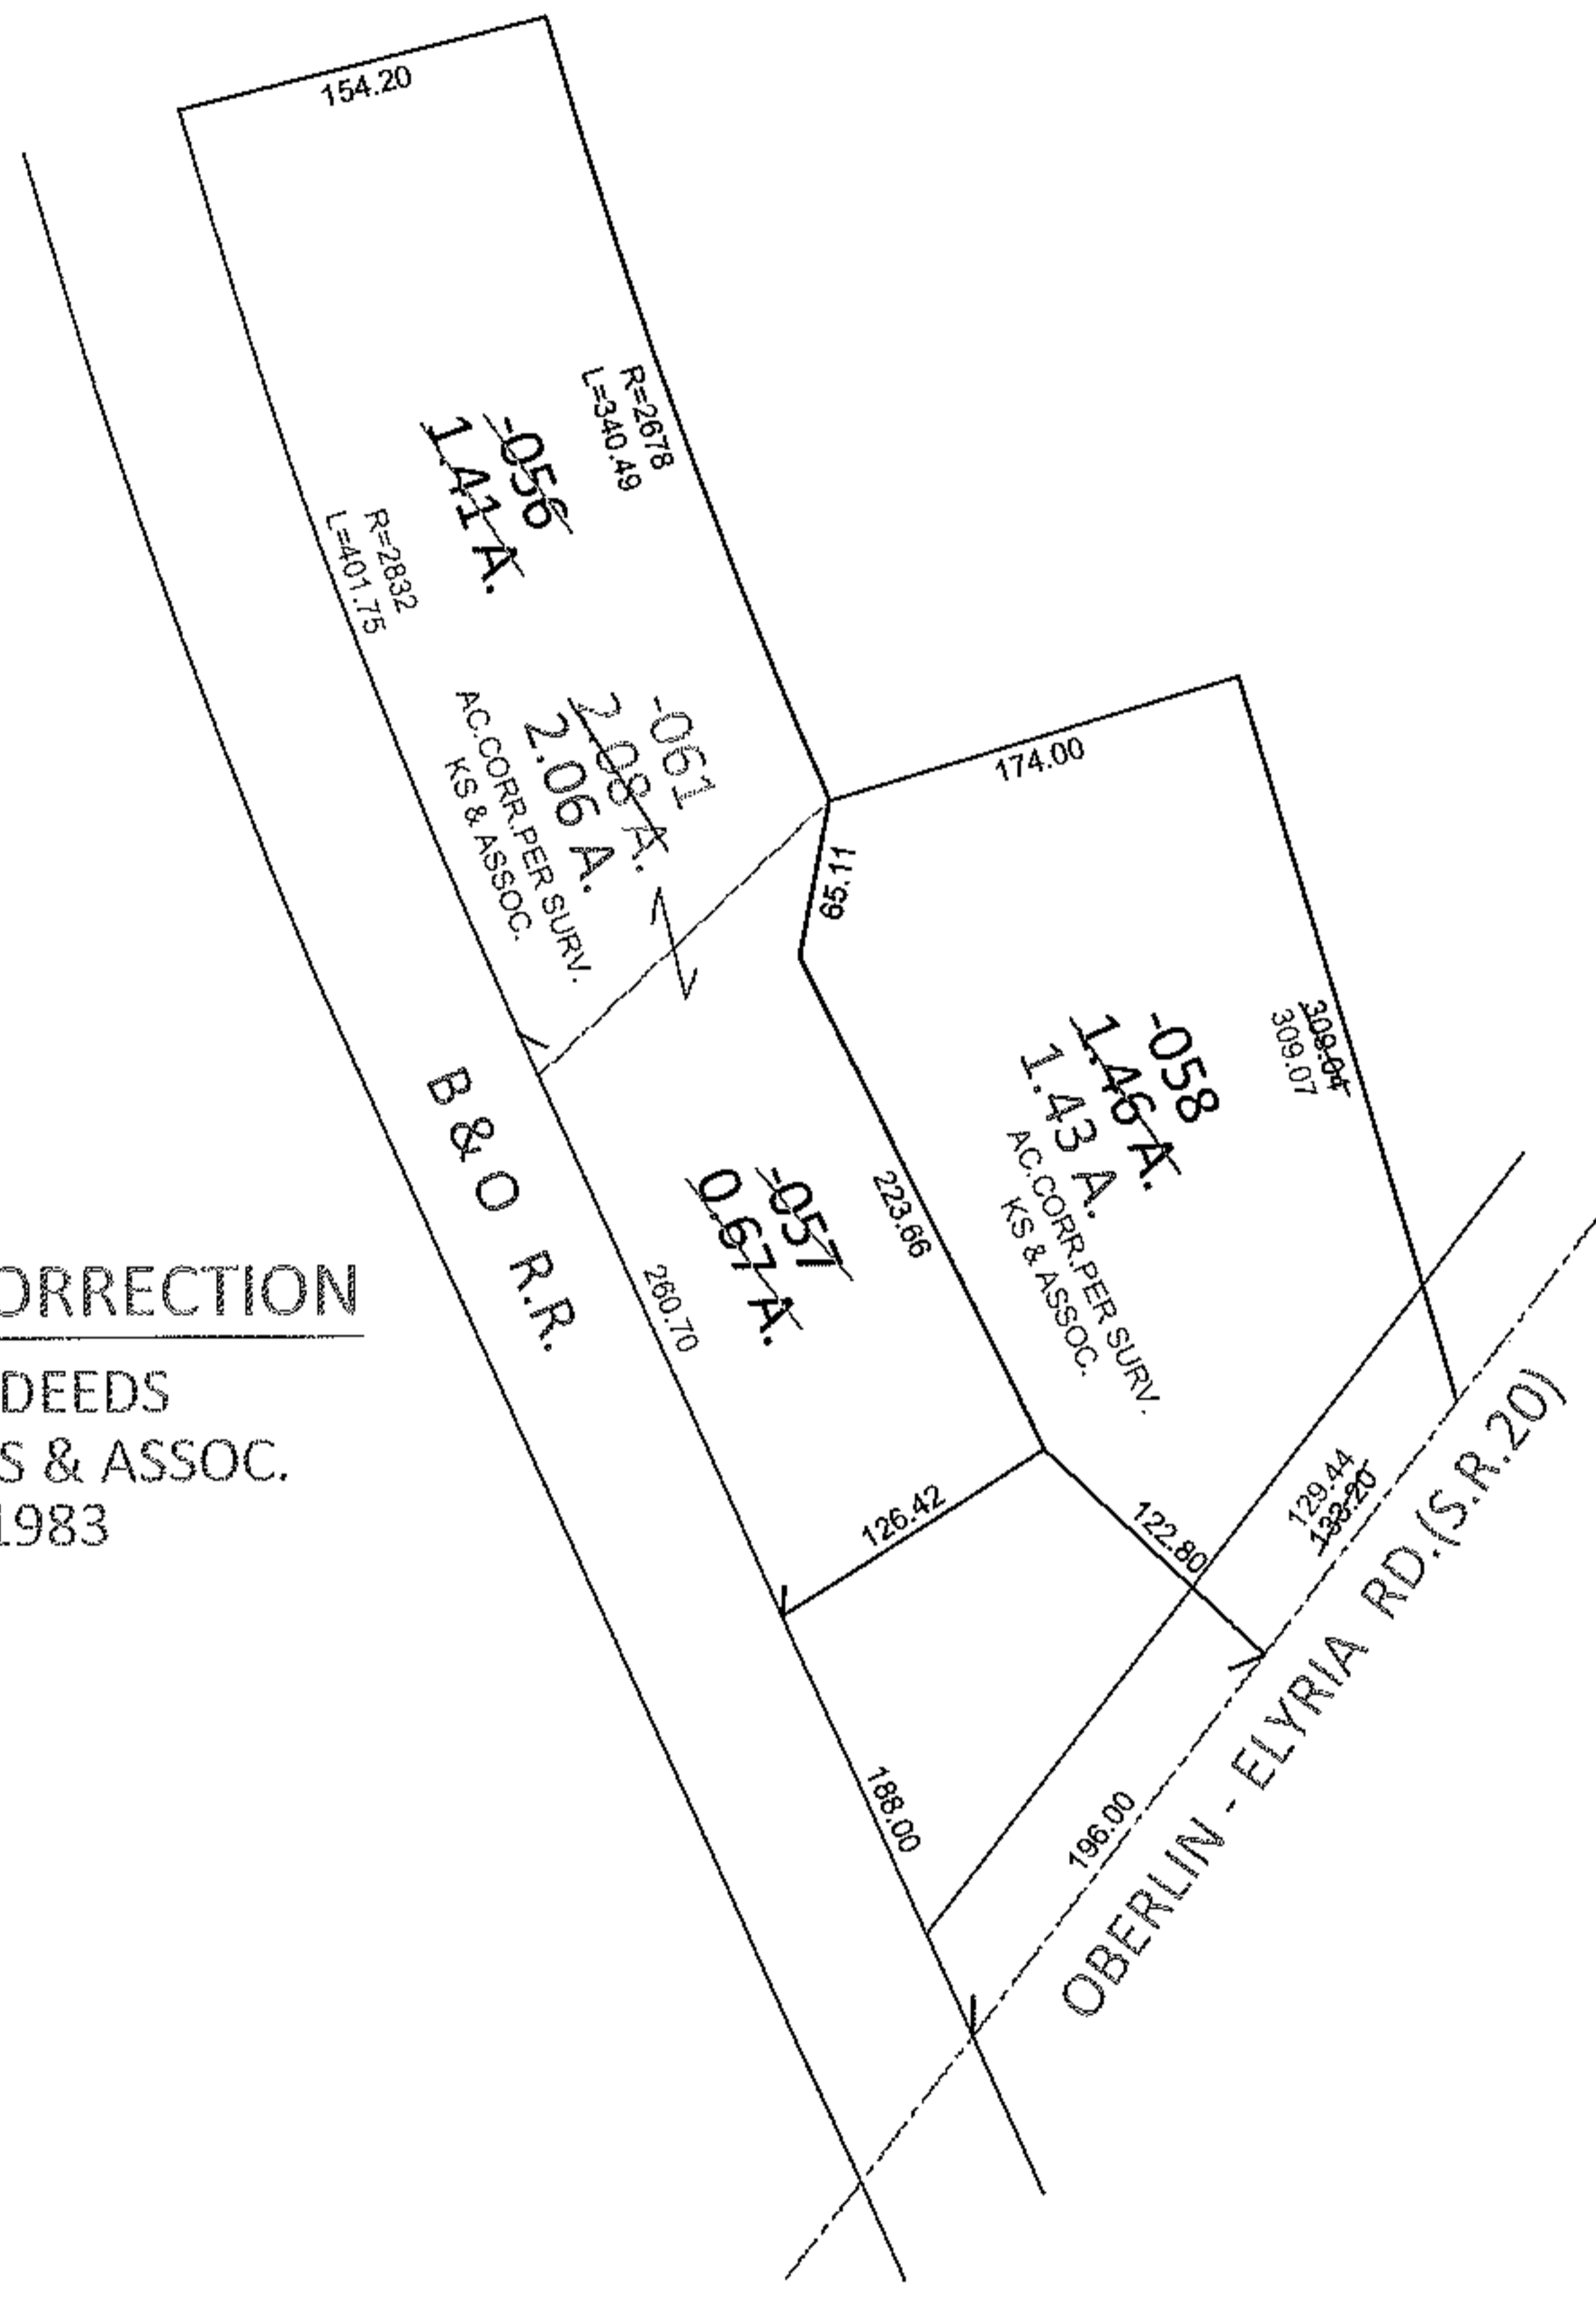 154.20
R=2678
L=340.49
-056
1.41 A.
R=2832
L=401.75
-061
2.08 A.
2.06 A.
AC.CORR.PER SURV.
KS & ASSOC.
174.00
65.11
309.04
309.07
-058
1.46 A.
1.43 A.
AC.CORR.PER SURV.
KS & ASSOC.
223.66
-057
0.67 A.
260.70
B & O R.R.
ORRECTION
DEEDS
S & ASSOC.
1983
126.42
122.80
129.44
133.20
188.00
196.00
OBERLIN - ELYRIA RD.(S.R.20)